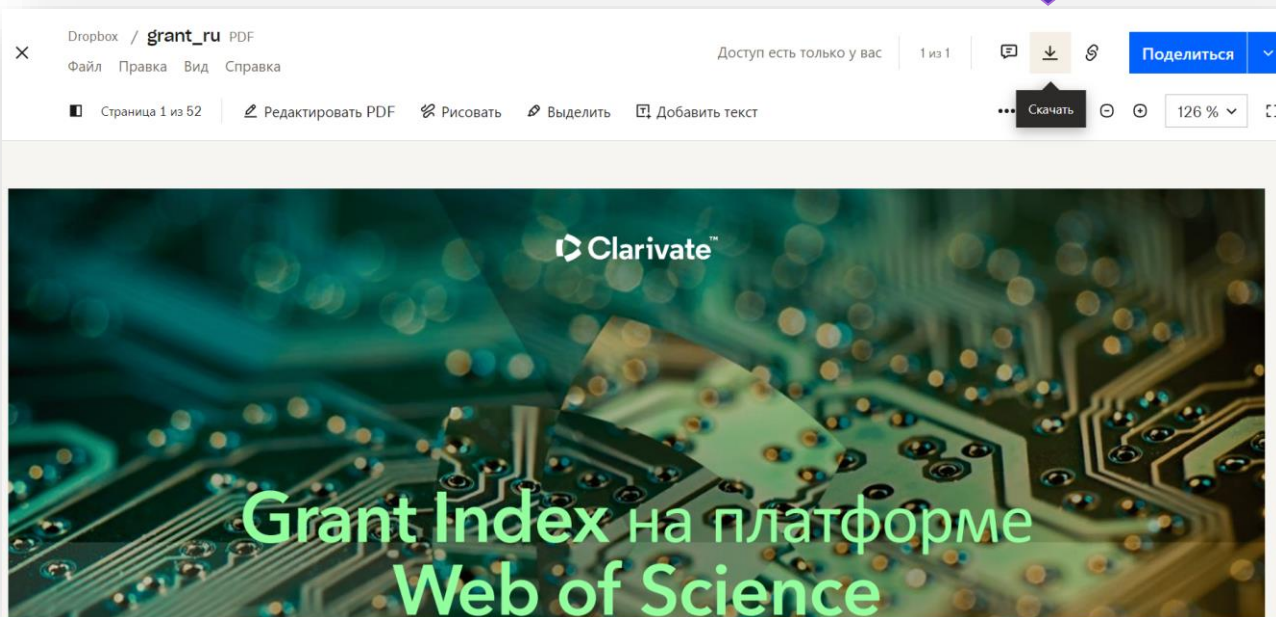 Dropbox / grant_ru PDF
Файл Правка Вид Справка
Доступ есть только у вас
1 из 1
Поделиться
Страница 1 из 52
Редактировать PDF
Рисовать
Выделить
Добавить текст
Скачать
126 %
Clarivate™
Grant Index на платформе
Web of Science